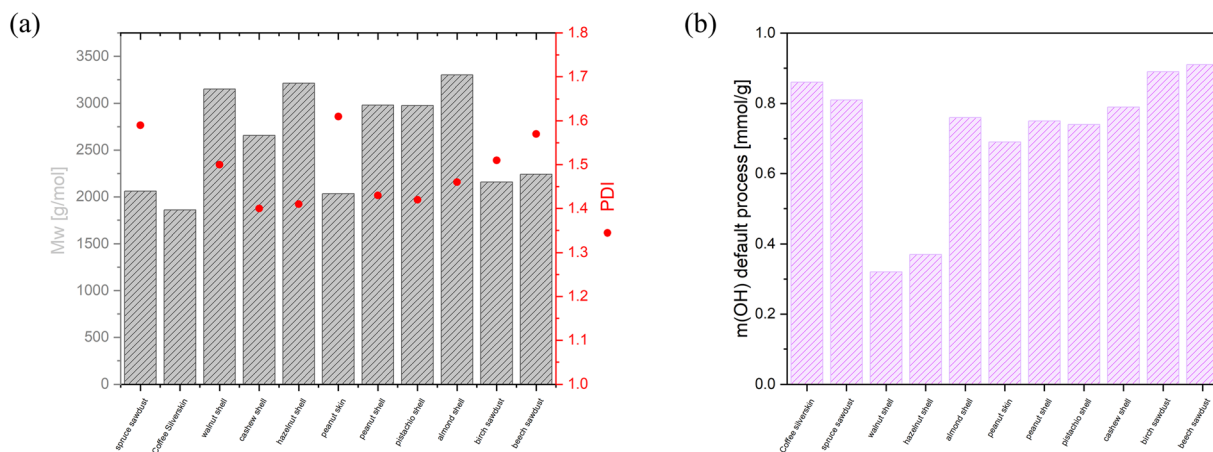 (a)
Mw [g/mol]
3500
3000
2500
2000
1500
1000
500
0
1.8
1.7
1.6
1.5
1.4
1.3
1.2
1.1
1.0
PDI
spruce sawdust
Coffee Silverskin
walnut shell
cashew shell
hazelnut shell
peanut skin
peanut shell
pistachio shell
almond shell
birch sawdust
beech sawdust
(b)
m(OH) default process [mmol/g]
1.0
0.8
0.6
0.4
0.2
0.0
Coffee silverskin
spruce sawdust
walnut shell
hazelnut shell
almond shell
peanut skin
peanut shell
pistachio shell
cashew shell
birch sawdust
beech sawdust